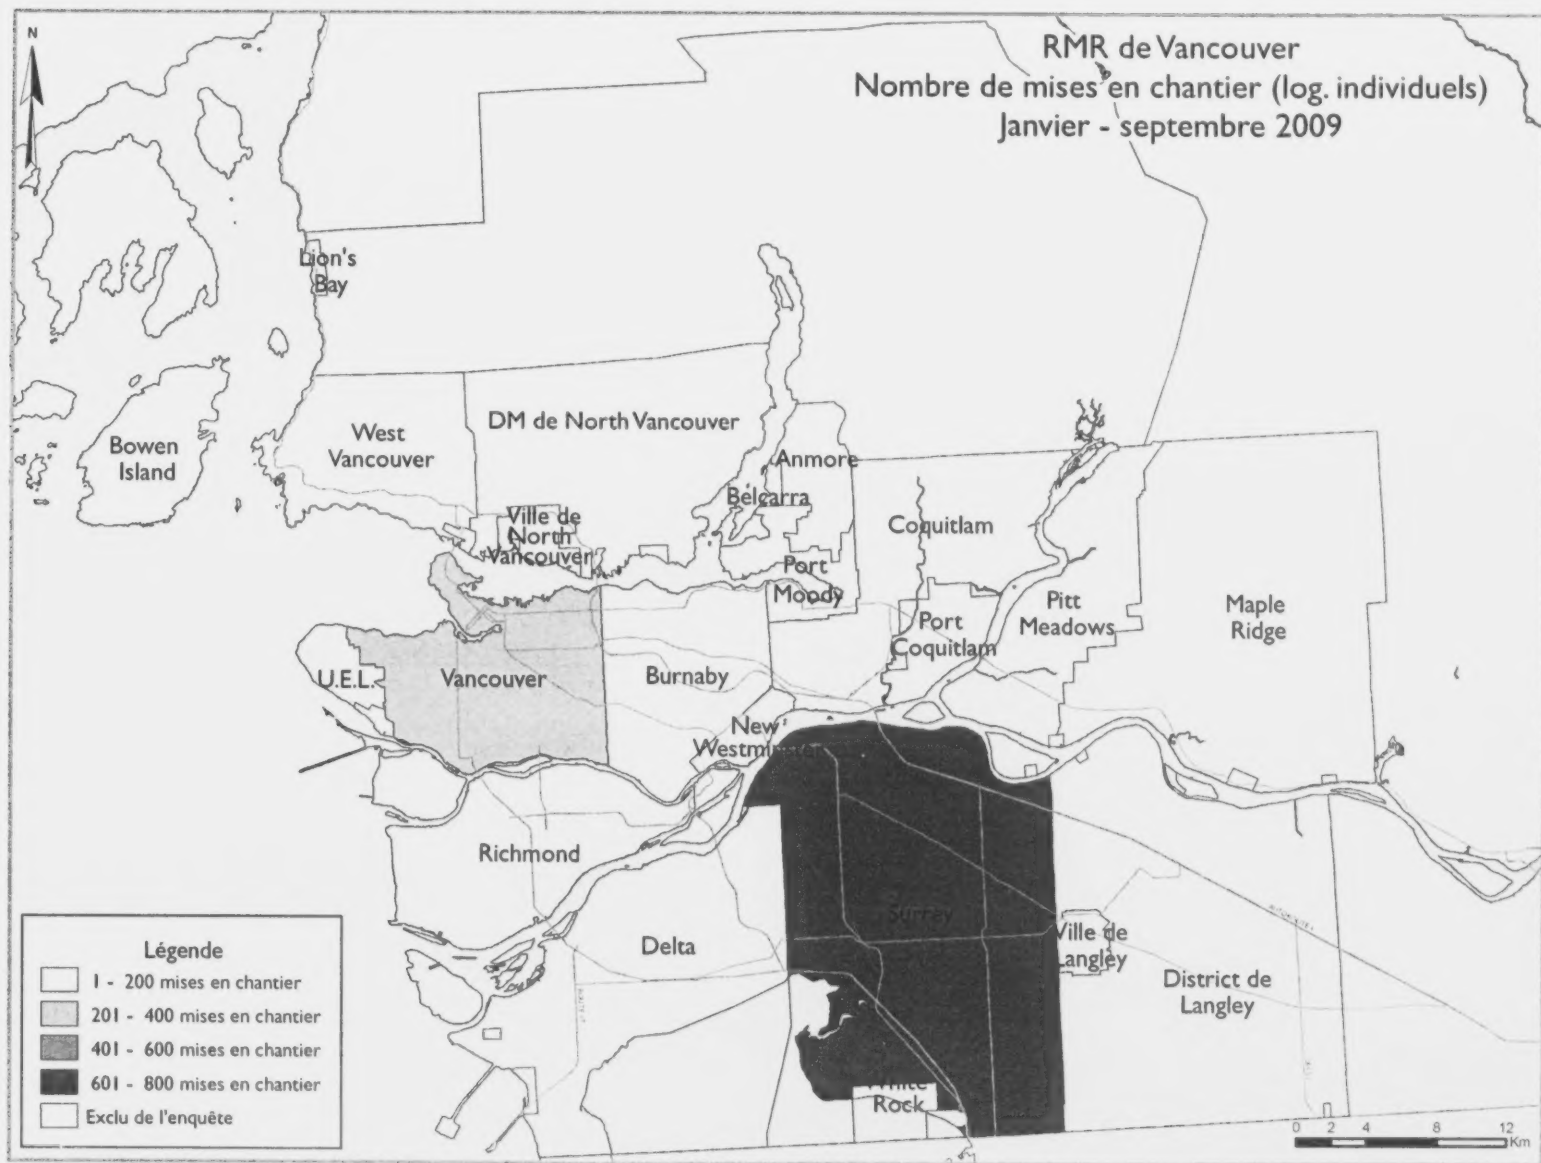 N
RMR de Vancouver
Nombre de mises en chantier (log. individuels)
Janvier - septembre 2009
Lion's
Bay
Bowen
Island
West
Vancouver
DM de North Vancouver
Anmore
Belcarra
Ville de
North
Vancouver
Coquitlam
Port
Moody
Port
Coquitlam
Pitt
Meadows
Maple
Ridge
U.E.L.
Vancouver
Burnaby
New
Westminster
Richmond
Surrey
Delta
Ville de
Langley
District de
Langley
White
Rock
Légende
1 - 200 mises en chantier
201 - 400 mises en chantier
401 - 600 mises en chantier
601 - 800 mises en chantier
Exclu de l'enquête
0 2 4 8 12
Km